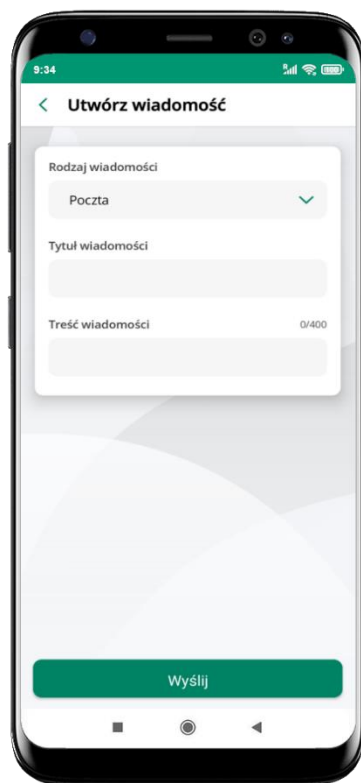 9:34
Utwórz wiadomość
Rodzaj wiadomości
Poczta
Tytuł wiadomości
Treść wiadomości 0/400
Wyślij